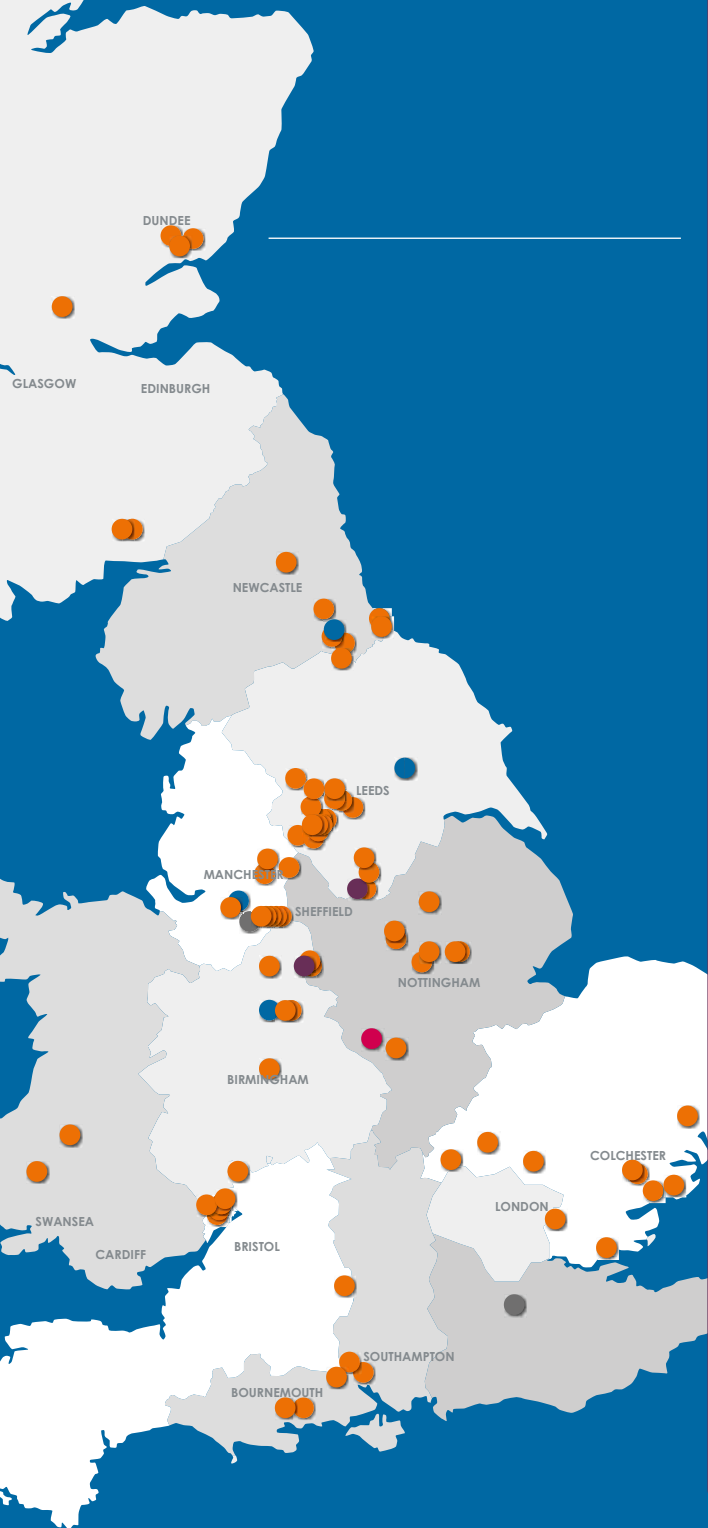 DUNDEE
GLASGOW
EDINBURGH
NEWCASTLE
LEEDS
MANCHESTER
SHEFFIELD
NOTTINGHAM
BIRMINGHAM
COLCHESTER
LONDON
SWANSEA
CARDIFF
BRISTOL
SOUTHAMPTON
BOURNEMOUTH